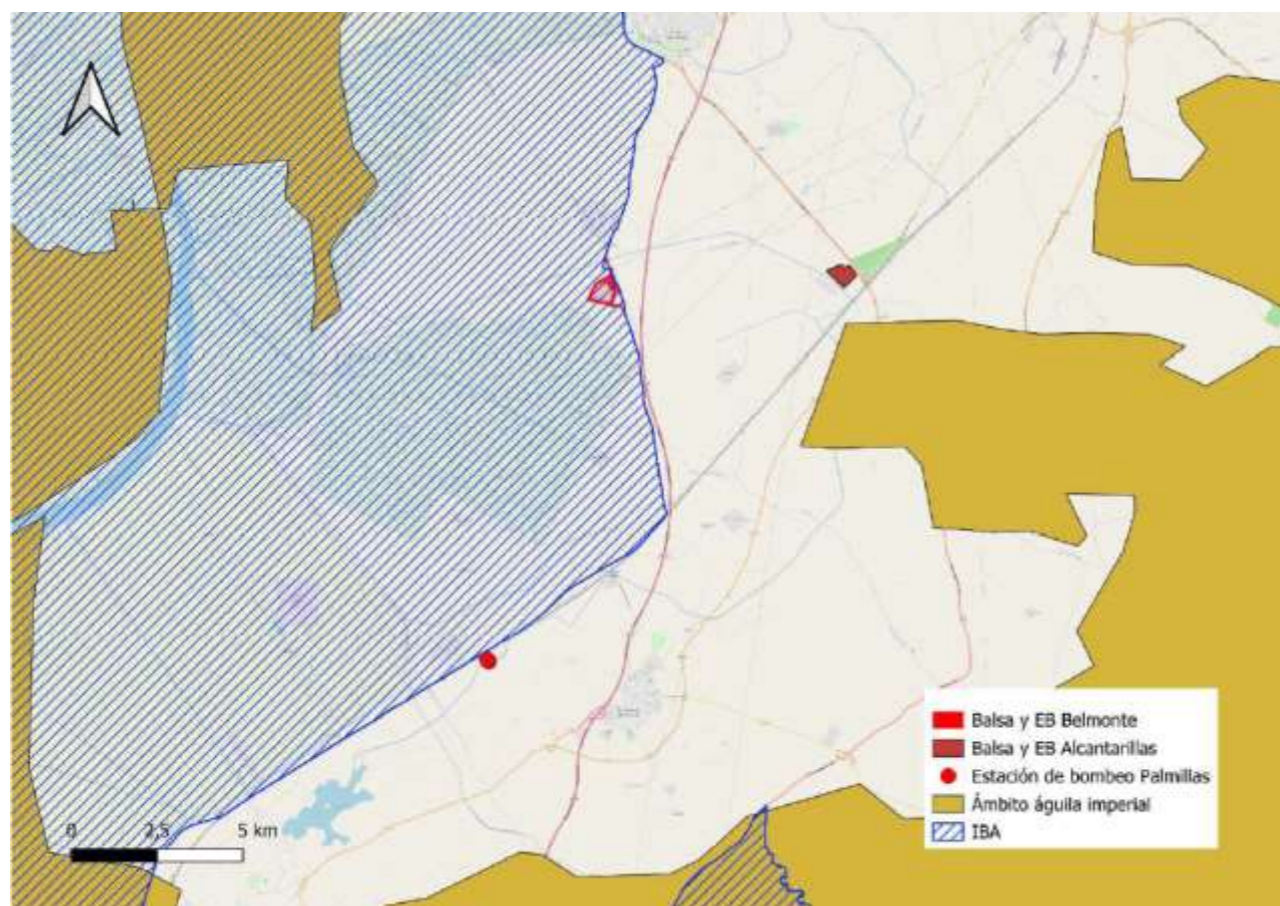 Balsa y EB Belmonte
Balsa y EB Alcantarillas
Estación de bombeo Palmillas
Ámbito águila imperial
IBA
0 2,5 5 km